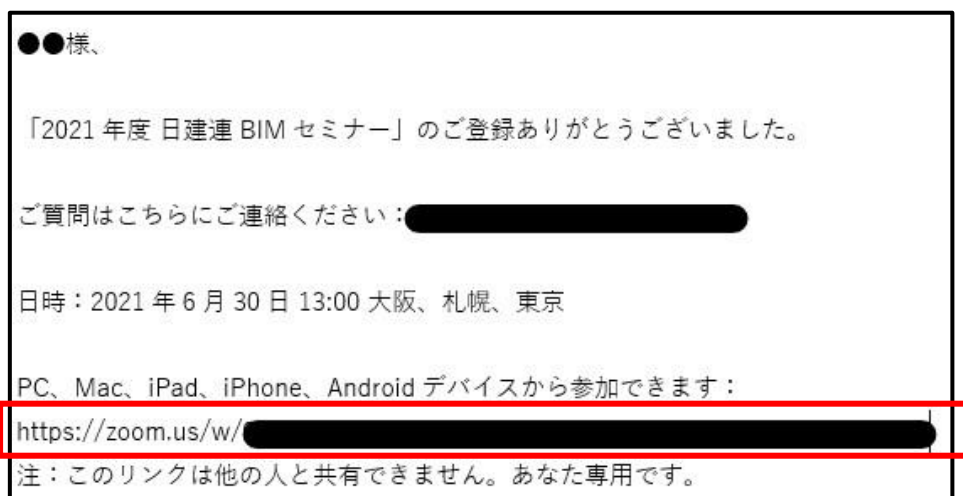 ●●様、
「2021 年度 日建連 BIM セミナー」のご登録ありがとうございました。
ご質問はこちらにご連絡ください：
日時：2021 年 6 月 30 日 13:00 大阪、札幌、東京
PC、Mac、iPad、iPhone、Android デバイスから参加できます：
https://zoom.us/w/
注：このリンクは他の人と共有できません。あなた専用です。